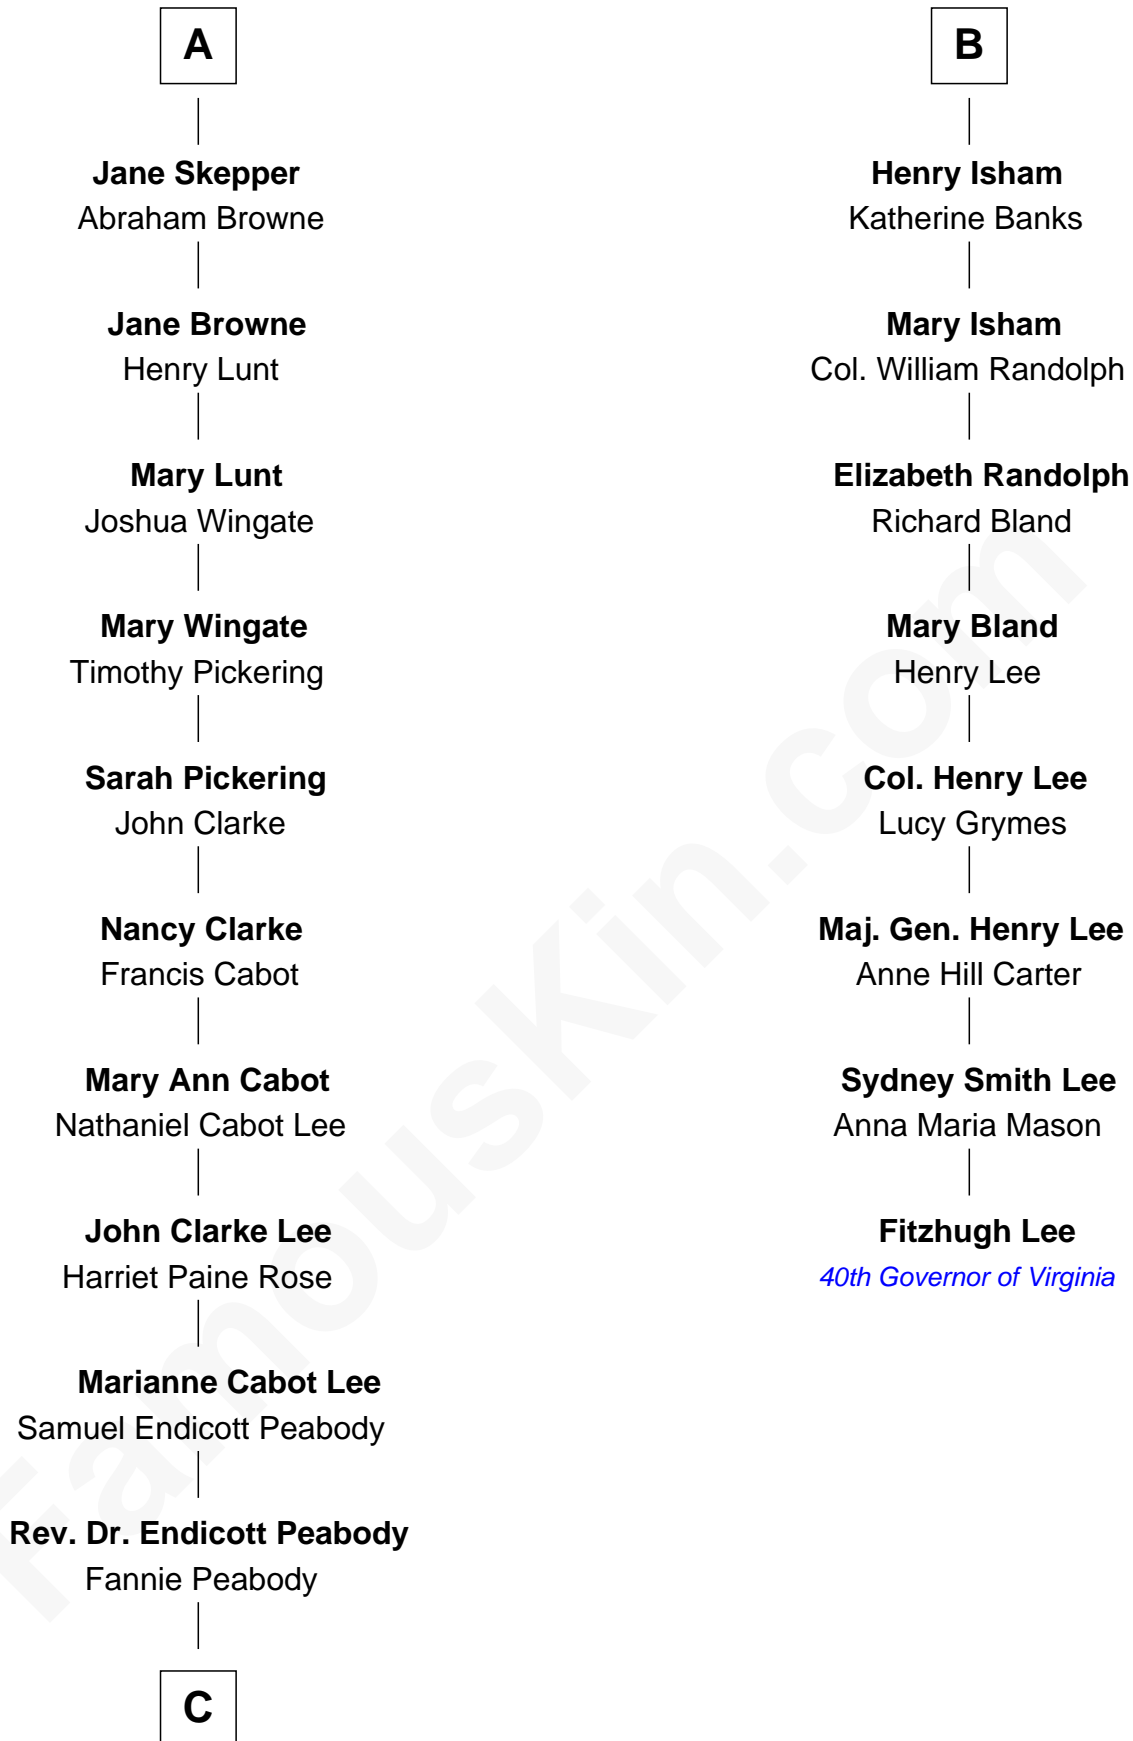 A
Jane Skepper
Abraham Browne
Jane Browne
Henry Lunt
Mary Lunt
Joshua Wingate
Mary Wingate
Timothy Pickering
Sarah Pickering
John Clarke
Nancy Clarke
Francis Cabot
Mary Ann Cabot
Nathaniel Cabot Lee
John Clarke Lee
Harriet Paine Rose
Marianne Cabot Lee
Samuel Endicott Peabody
Rev. Dr. Endicott Peabody
Fannie Peabody
C
B
Henry Isham
Katherine Banks
Mary Isham
Col. William Randolph
Elizabeth Randolph
Richard Bland
Mary Bland
Henry Lee
Col. Henry Lee
Lucy Grymes
Maj. Gen. Henry Lee
Anne Hill Carter
Sydney Smith Lee
Anna Maria Mason
Fitzhugh Lee
40th Governor of Virginia
FamousKin.com